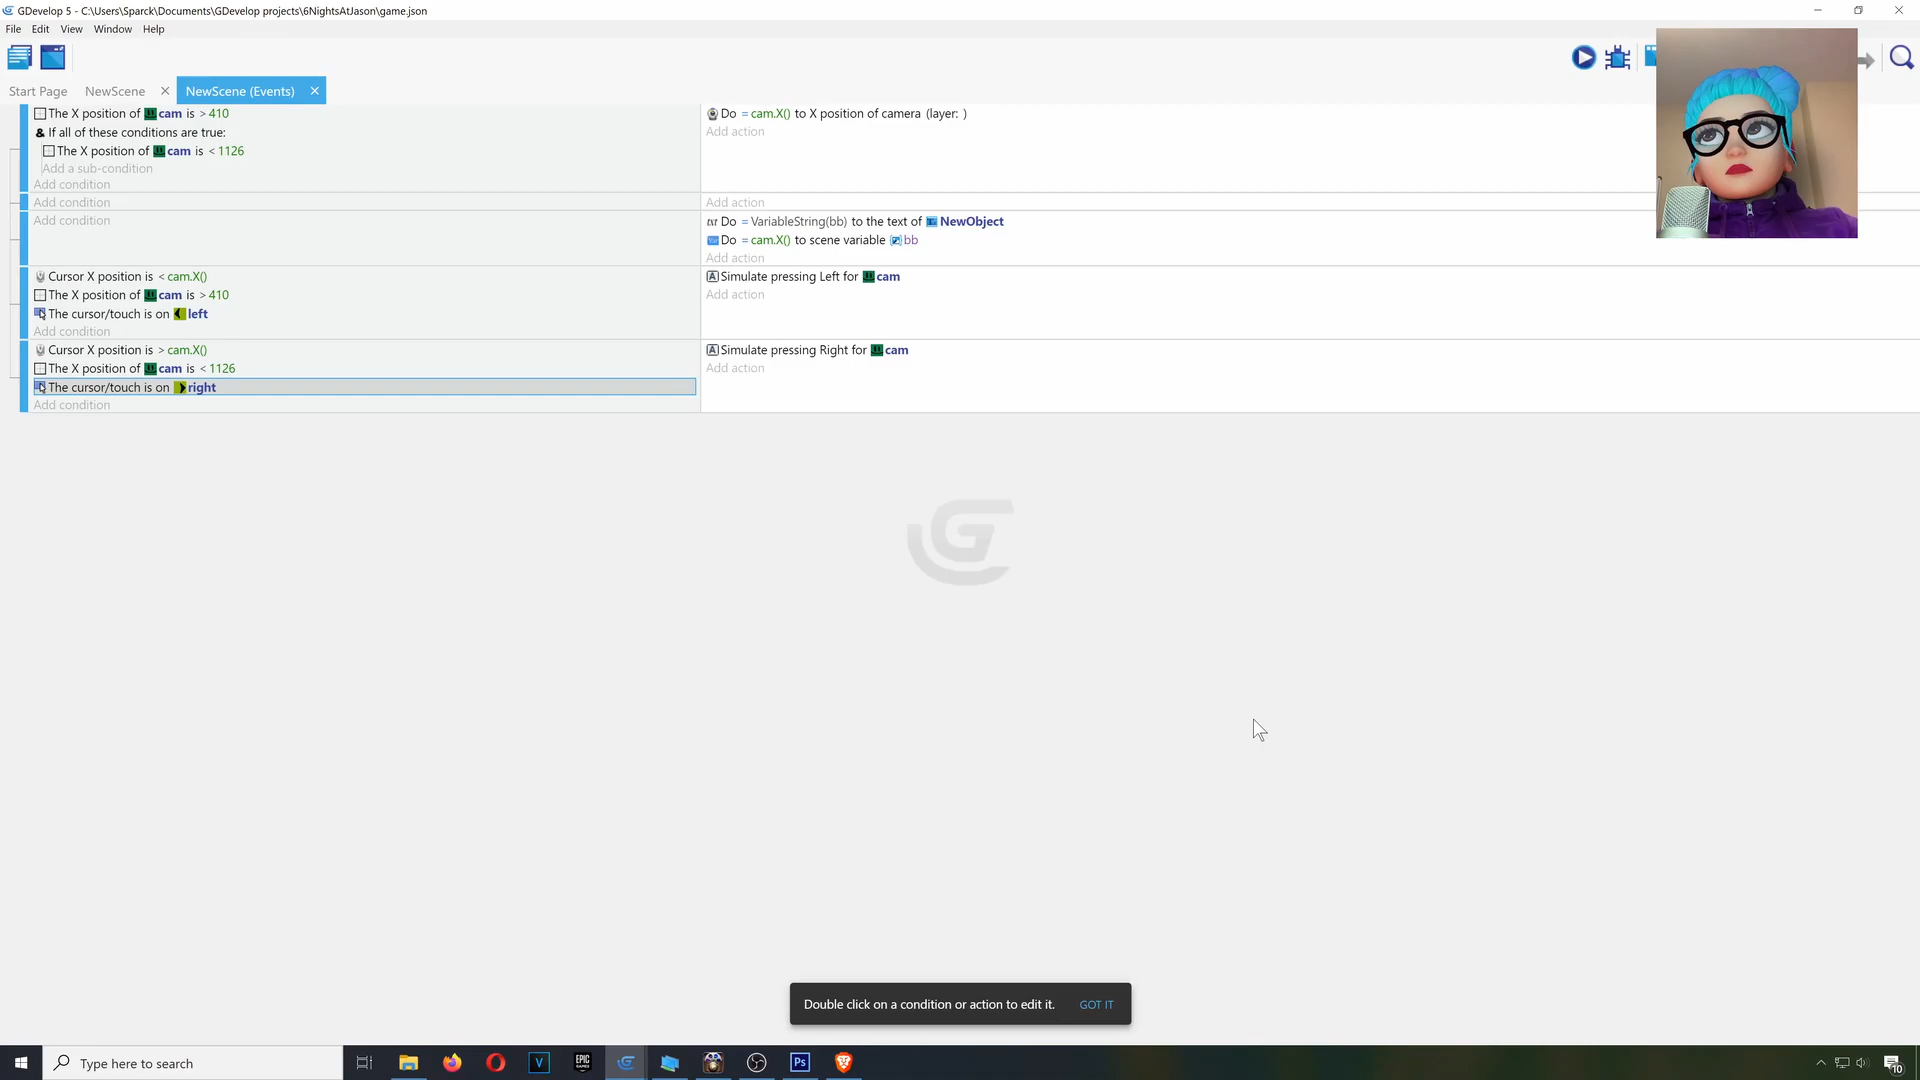 GDevelop 5 - C:\Users\Sparck\Documents\GDevelop projects\6NightsAtJason\game.json
File Edit View Window Help
Start Page NewScene NewScene (Events)
The X position of cam is > 410
Do = cam.X() to X position of camera (layer: )
& If all of these conditions are true:
Add action
The X position of cam is < 1126
Add a sub-condition
Add condition
Add condition
Add action
Add condition
txt Do = VariableString(bb) to the text of NewObject
Do = cam.X() to scene variable bb
Add action
Cursor X position is < cam.X()
Simulate pressing Left for cam
The X position of cam is > 410
Add action
The cursor/touch is on left
Add condition
Cursor X position is > cam.X()
Simulate pressing Right for cam
The X position of cam is < 1126
Add action
The cursor/touch is on right
Add condition
Double click on a condition or action to edit it. GOT IT
Type here to search
V
EPIC GAMES
Ps
10